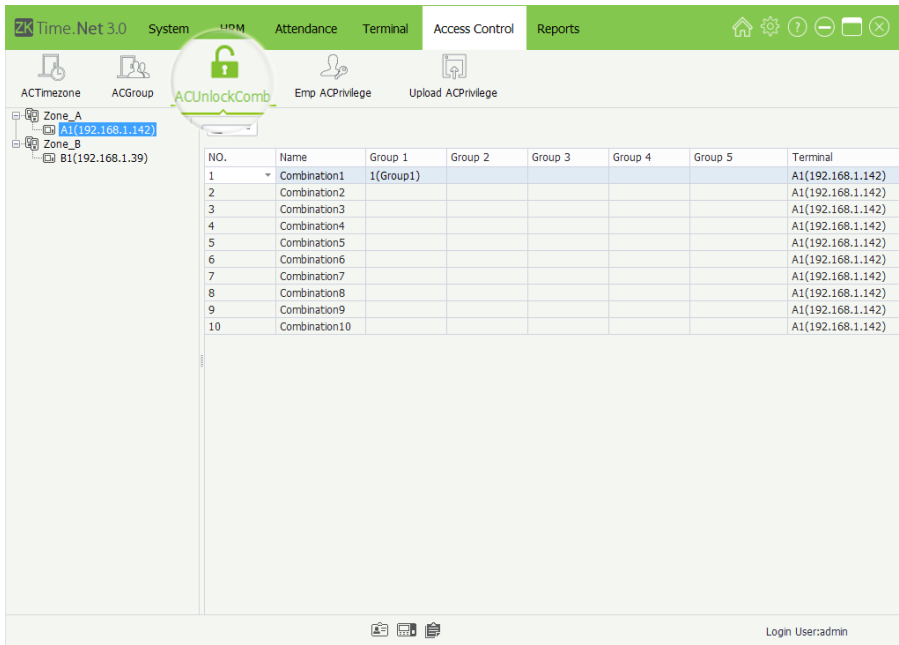 ZK Time.Net 3.0 System HRM Attendance Terminal Access Control Reports
ACTimezone ACGroup ACUnlockComb Emp ACPrivilege Upload ACPrivilege
Zone_A
A1(192.168.1.142)
Zone_B
B1(192.168.1.39)
NO. Name Group 1 Group 2 Group 3 Group 4 Group 5 Terminal
1 Combination1 1(Group1) A1(192.168.1.142)
2 Combination2 A1(192.168.1.142)
3 Combination3 A1(192.168.1.142)
4 Combination4 A1(192.168.1.142)
5 Combination5 A1(192.168.1.142)
6 Combination6 A1(192.168.1.142)
7 Combination7 A1(192.168.1.142)
8 Combination8 A1(192.168.1.142)
9 Combination9 A1(192.168.1.142)
10 Combination10 A1(192.168.1.142)
Login User:admin